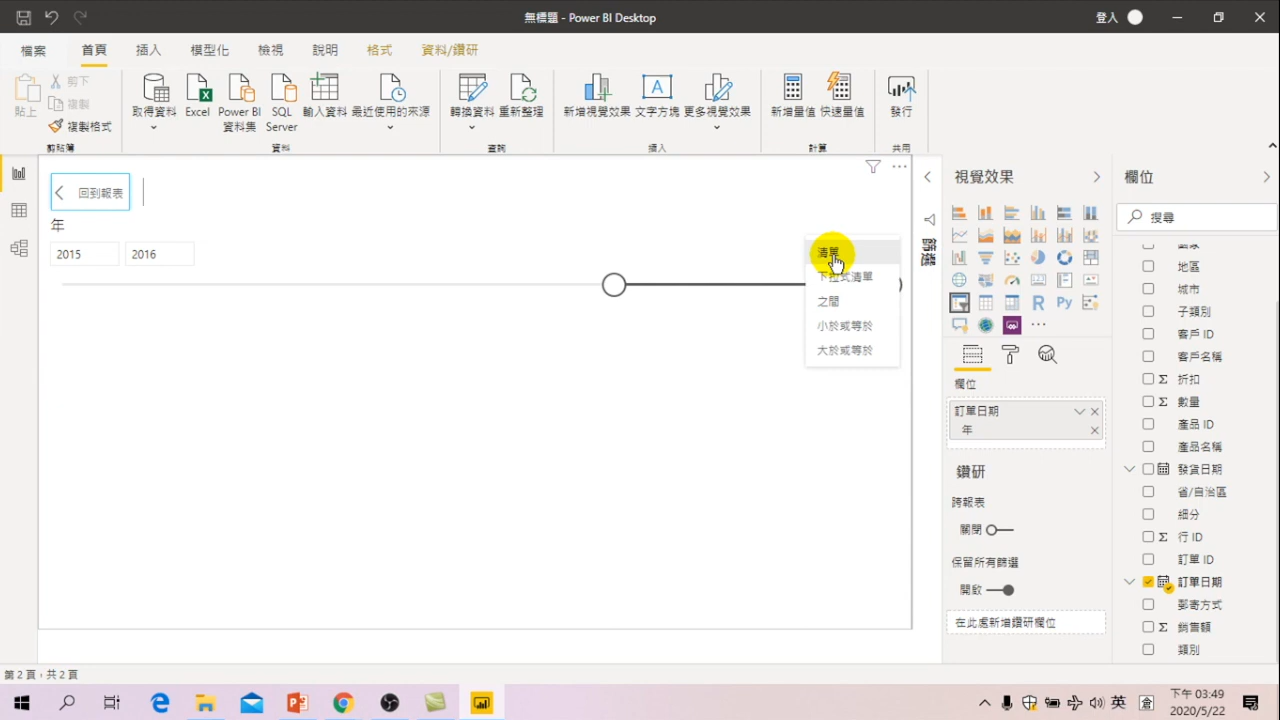 無標題 - Power BI Desktop
登入
檔案
首頁
插入
模型化
檢視
說明
格式
資料/鑽研
貼上
剪下
複製
複製格式
剪貼簿
取得資料
Excel
Power BI
資料集
SQL
Server
輸入資料
最近使用的來源
資料
轉換資料
重新整理
查詢
新增視覺效果
文字方塊
更多視覺效果
插入
新增量值
快速量值
計算
發行
共用
回到報表
年
2015
2016
清單
下拉式清單
之間
小於或等於
大於或等於
篩選
視覺效果
R
Py
欄位
訂單日期
年
鑽研
跨報表
關閉
保留所有篩選
開啟
在此處新增鑽研欄位
欄位
搜尋
國家
地區
城市
子類別
客戶 ID
客戶名稱
折扣
數量
產品 ID
產品名稱
發貨日期
省/自治區
細分
行 ID
訂單 ID
訂單日期
郵寄方式
銷售額
類別
第 2 頁，共 2 頁
英
倉
下午 03:49
2020/5/22